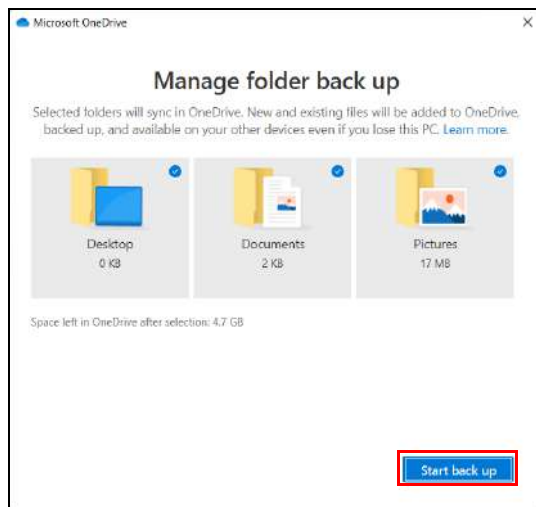 Microsoft OneDrive
Manage folder back up
Selected folders will sync in OneDrive. New and existing files will be added to OneDrive,
backed up, and available on your other devices even if you lose this PC. Learn more.
Desktop
0 KB
Documents
2 KB
Pictures
17 MB
Space left in OneDrive after selection: 4.7 GB
Start back up